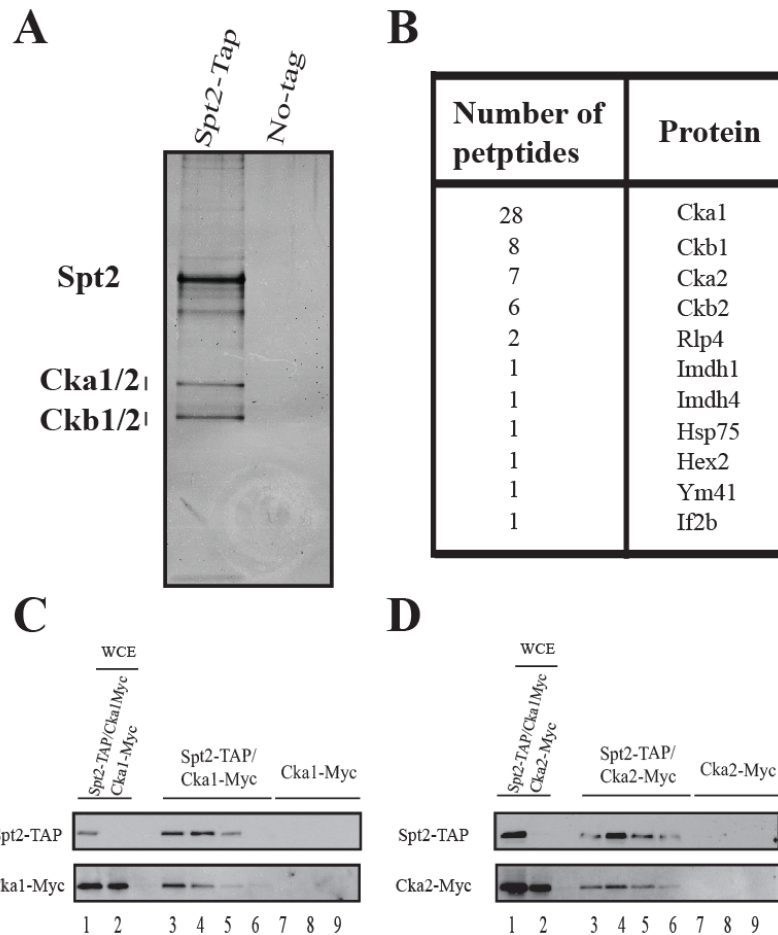 A
B
Spt2-Tap
No-tag
Spt2
Cka1/2
Ckb1/2
Number of petptides
Protein
28 Cka1
8 Ckb1
7 Cka2
6 Ckb2
2 Rlp4
1 Imdh1
1 Imdh4
1 Hsp75
1 Hex2
1 Ym41
1 If2b
C
WCE
Spt2-TAP/Cka1Myc
Cka1-Myc
Spt2-TAP/
Cka1-Myc
Cka1-Myc
Spt2-TAP
Cka1-Myc
1 2 3 4 5 6 7 8 9
D
WCE
Spt2-TAP/Cka1Myc
Cka2-Myc
Spt2-TAP/
Cka2-Myc
Cka2-Myc
Spt2-TAP
Cka2-Myc
1 2 3 4 5 6 7 8 9